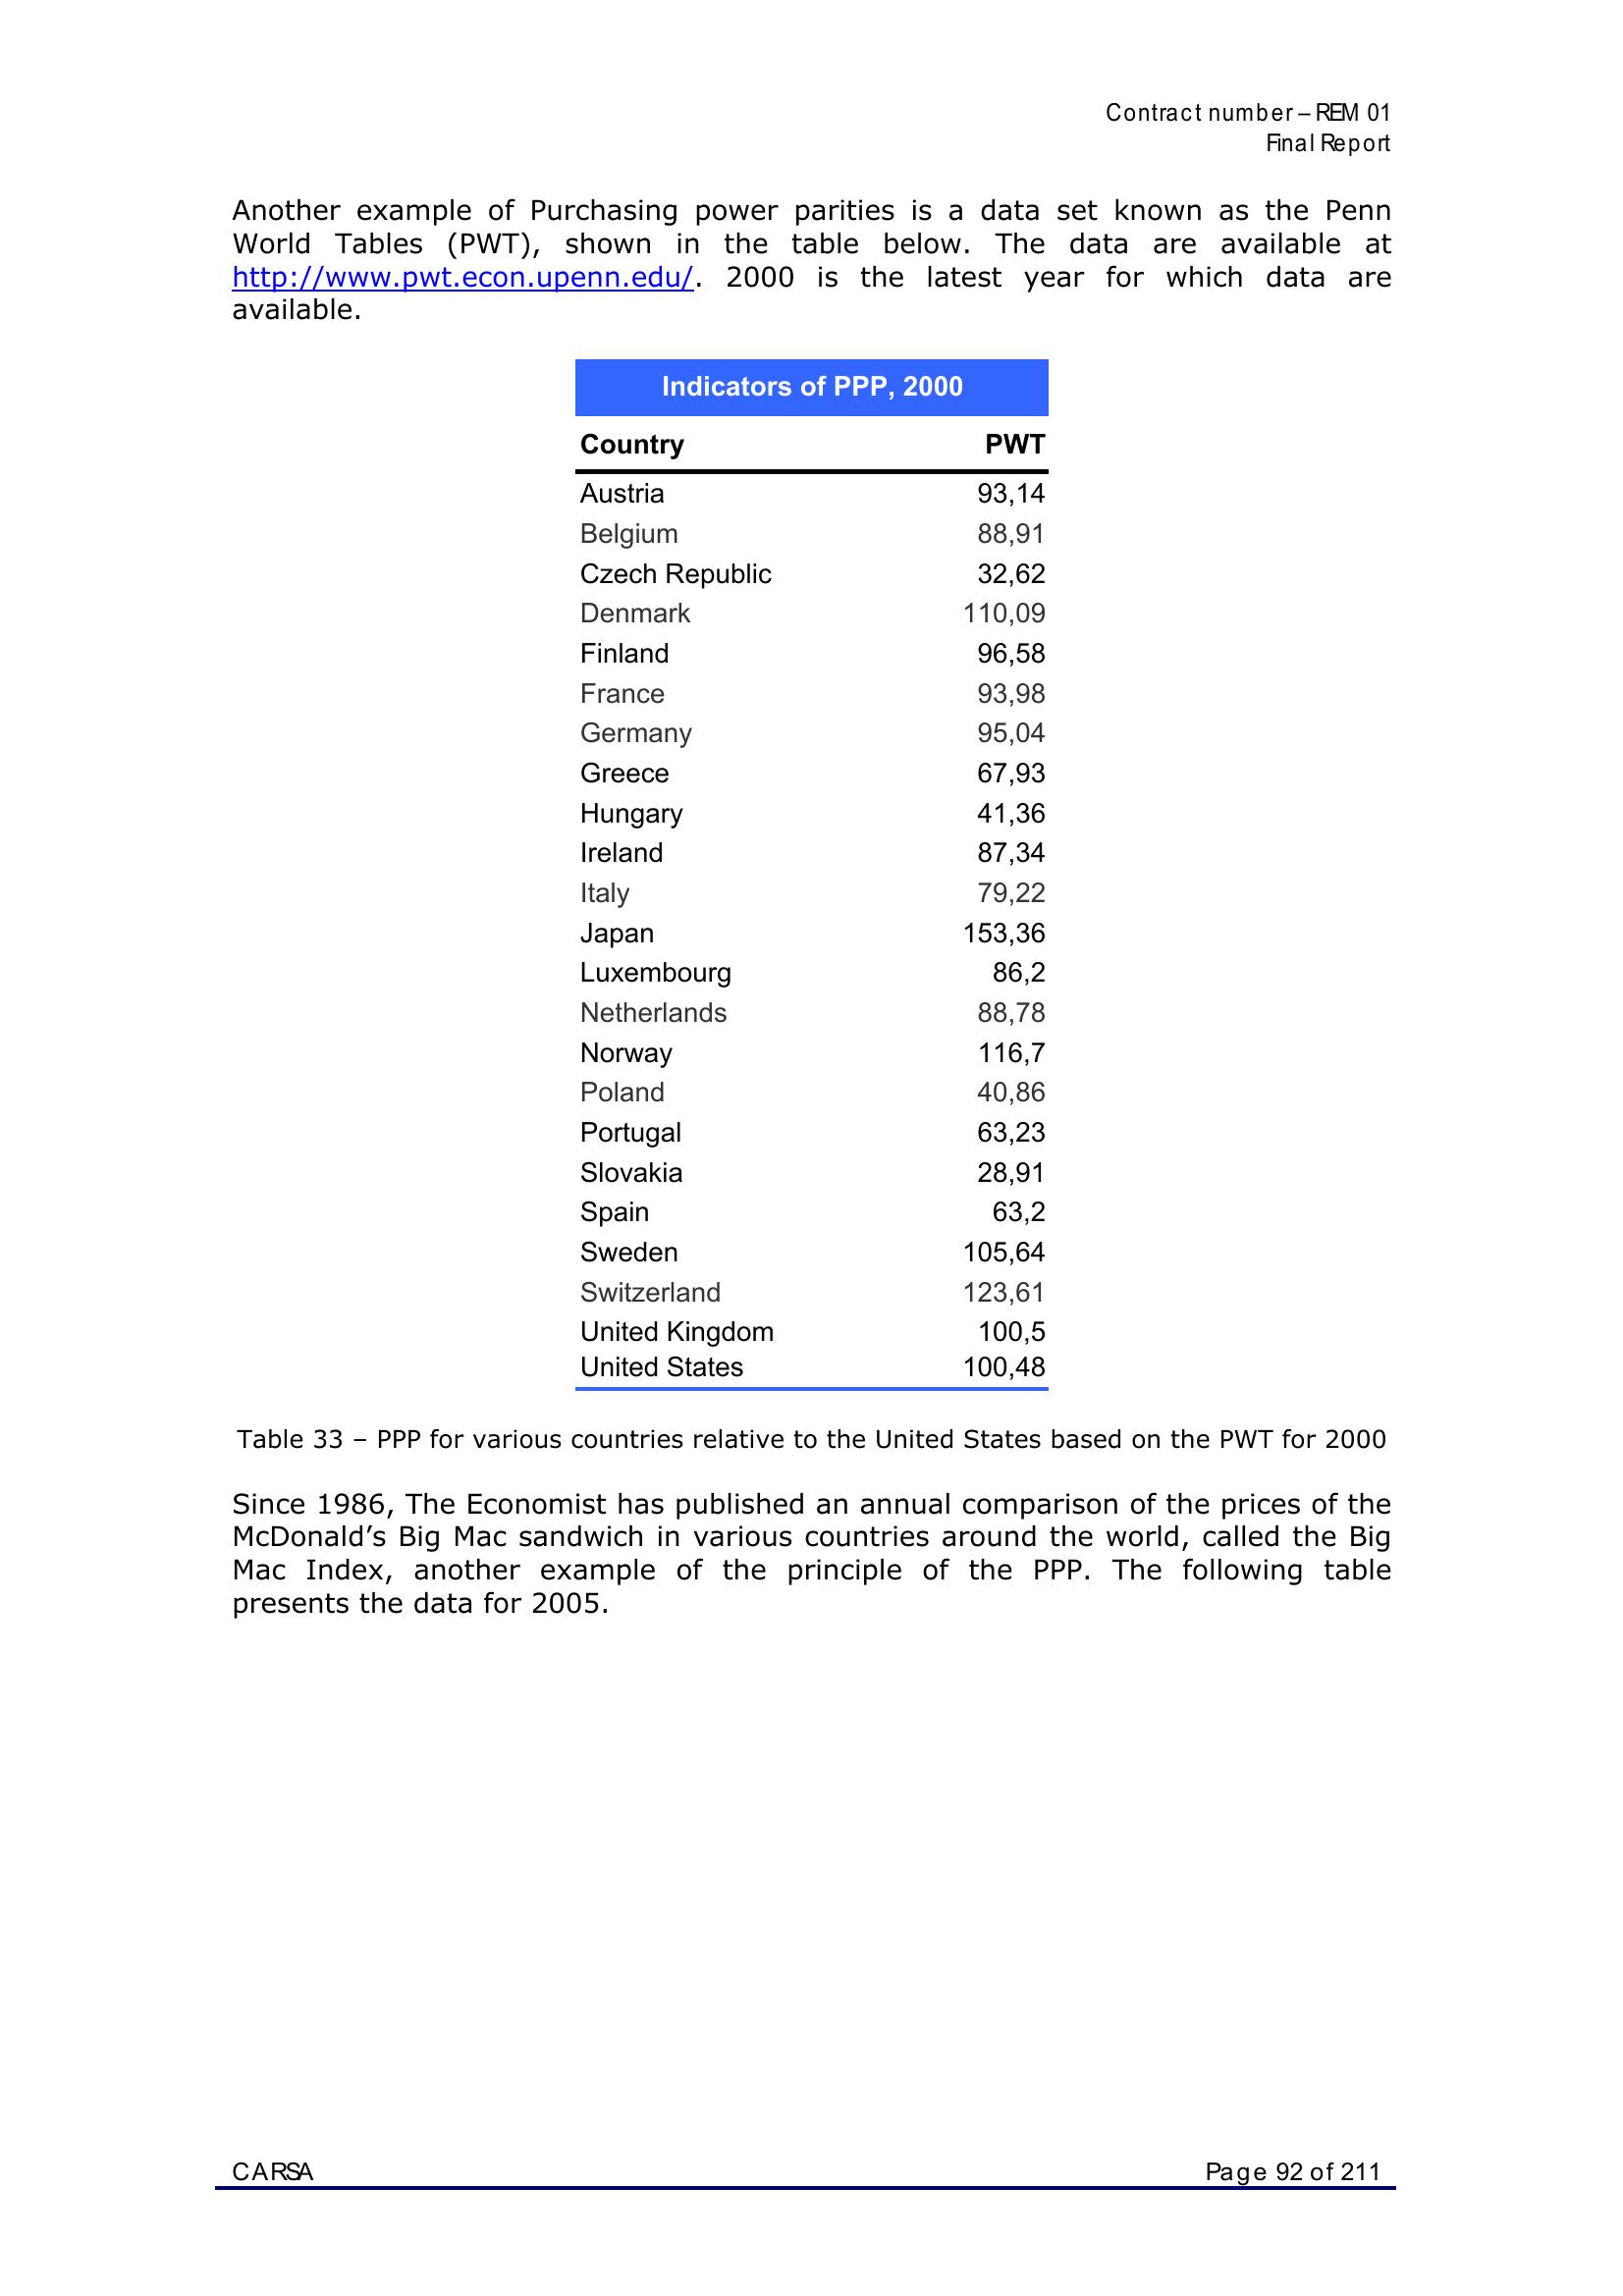 Contract number – REM 01
Final Report
Another example of Purchasing power parities is a data set known as the Penn
World Tables (PWT), shown in the table below. The data are available at
http://www.pwt.econ.upenn.edu/. 2000 is the latest year for which data are
available.
Indicators of PPP, 2000
Country PWT
Austria 93,14
Belgium 88,91
Czech Republic 32,62
Denmark 110,09
Finland 96,58
France 93,98
Germany 95,04
Greece 67,93
Hungary 41,36
Ireland 87,34
Italy 79,22
Japan 153,36
Luxembourg 86,2
Netherlands 88,78
Norway 116,7
Poland 40,86
Portugal 63,23
Slovakia 28,91
Spain 63,2
Sweden 105,64
Switzerland 123,61
United Kingdom 100,5
United States 100,48
Table 33 – PPP for various countries relative to the United States based on the PWT for 2000
Since 1986, The Economist has published an annual comparison of the prices of the
McDonald’s Big Mac sandwich in various countries around the world, called the Big
Mac Index, another example of the principle of the PPP. The following table
presents the data for 2005.
CARSA Page 92 of 211